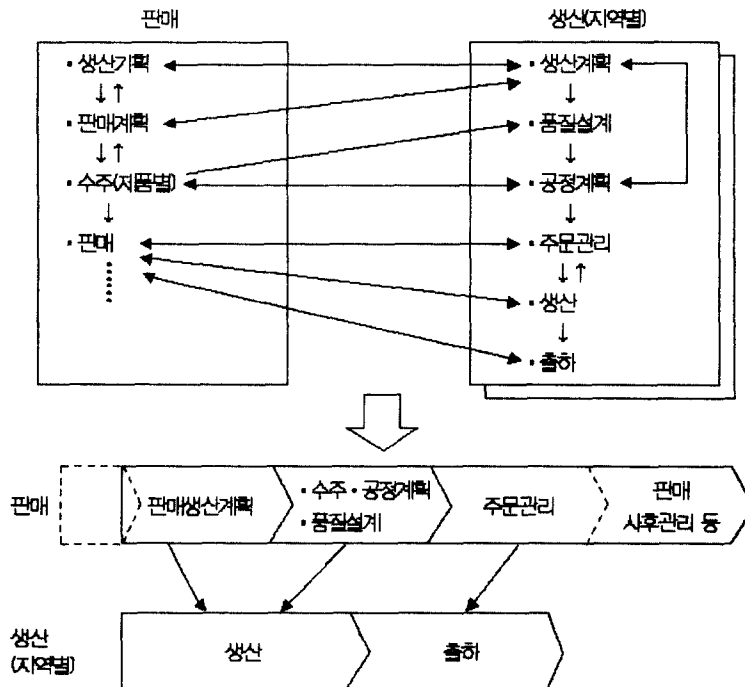 판매
생산(지역별)
・생산기획
↓↑
・판매계획
↓↑
・수주(제품별)
↓
・판매
・생산계획
↓
・품질설계
↓
・공정계획
↓
・주문관리
↓↑
・생산
↓
・출하
판매
판매생산계획
・수주・공정계획
・품질설계
주문관리
판매
사후관리 등
생산
(지역별)
생산
출하